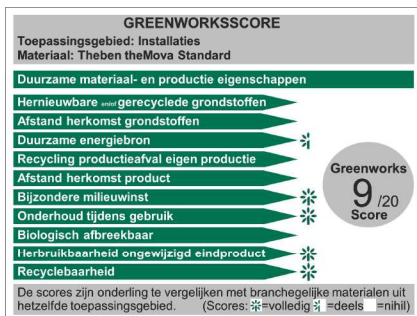 GREENWORKSSCORE
Toepassingsgebied: Installaties
Materiaal: Theben theMova Standard
Duurzame materiaal- en productie eigenschappen
Hernieuwbare en/of gerecyclede grondstoffen
Afstand herkomst grondstoffen
Duurzame energiebron
Recycling productieafval eigen productie
Afstand herkomst product
Bijzondere milieuwinst
Onderhoud tijdens gebruik
Biologisch afbreekbaar
Herbruikbaarheid ongewijzigd eindproduct
Recyclebaarheid
Greenworks
9 /20
Score
De scores zijn onderling te vergelijken met branchegelijke materialen uit
hetzelfde toepassingsgebied. (Scores: =volledig =deels =nihil)